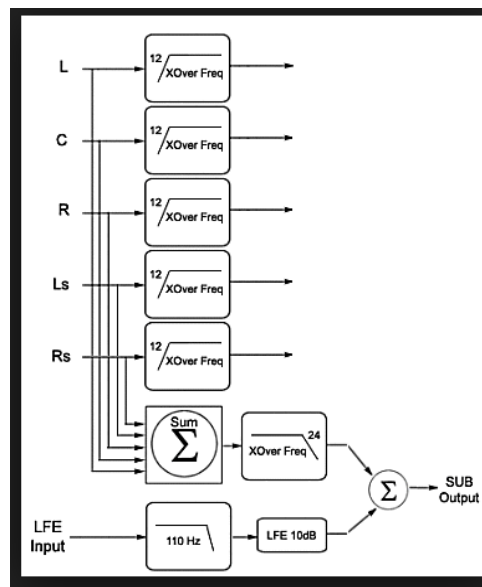 L
12
XOver Freq
C
12
XOver Freq
R
12
XOver Freq
Ls
12
XOver Freq
Rs
12
XOver Freq
Sum
Σ
24
XOver Freq
Σ
SUB
Output
LFE
Input
110 Hz
LFE 10dB